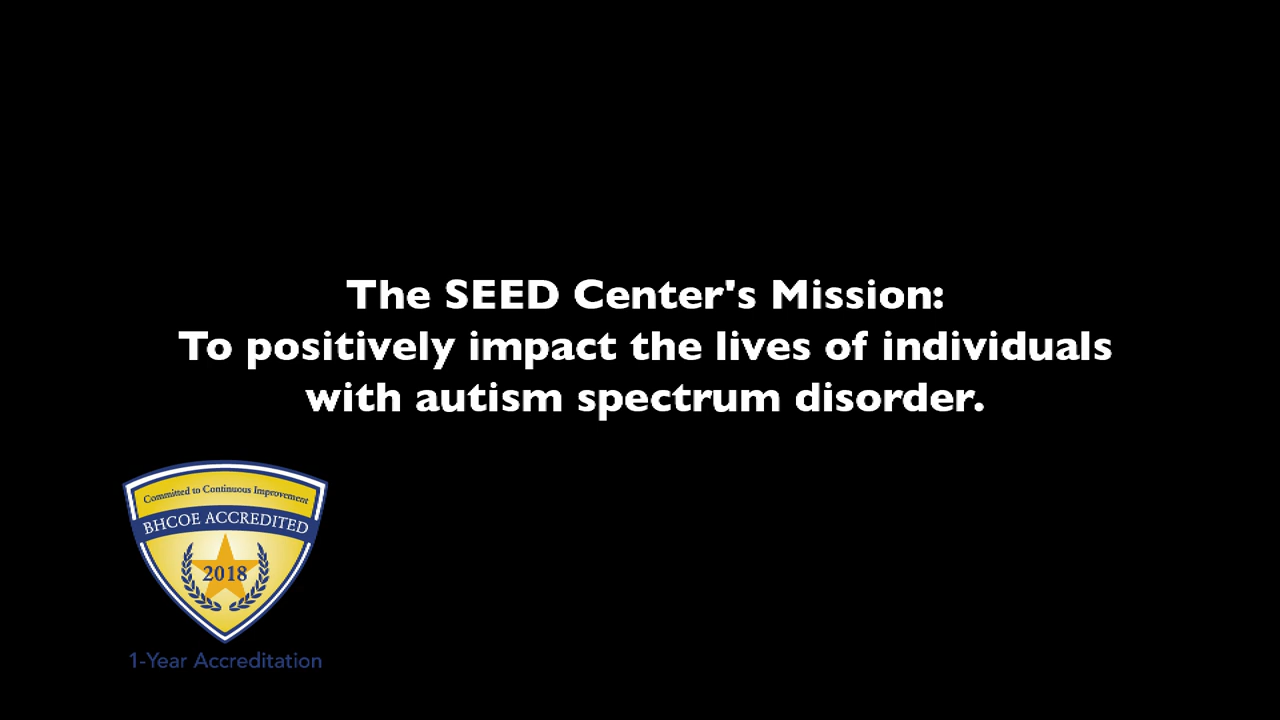 The SEED Center's Mission:
To positively impact the lives of individuals
with autism spectrum disorder.
Committed to Continuous Improvement
BHCOE ACCREDITED
2018
1-Year Accreditation